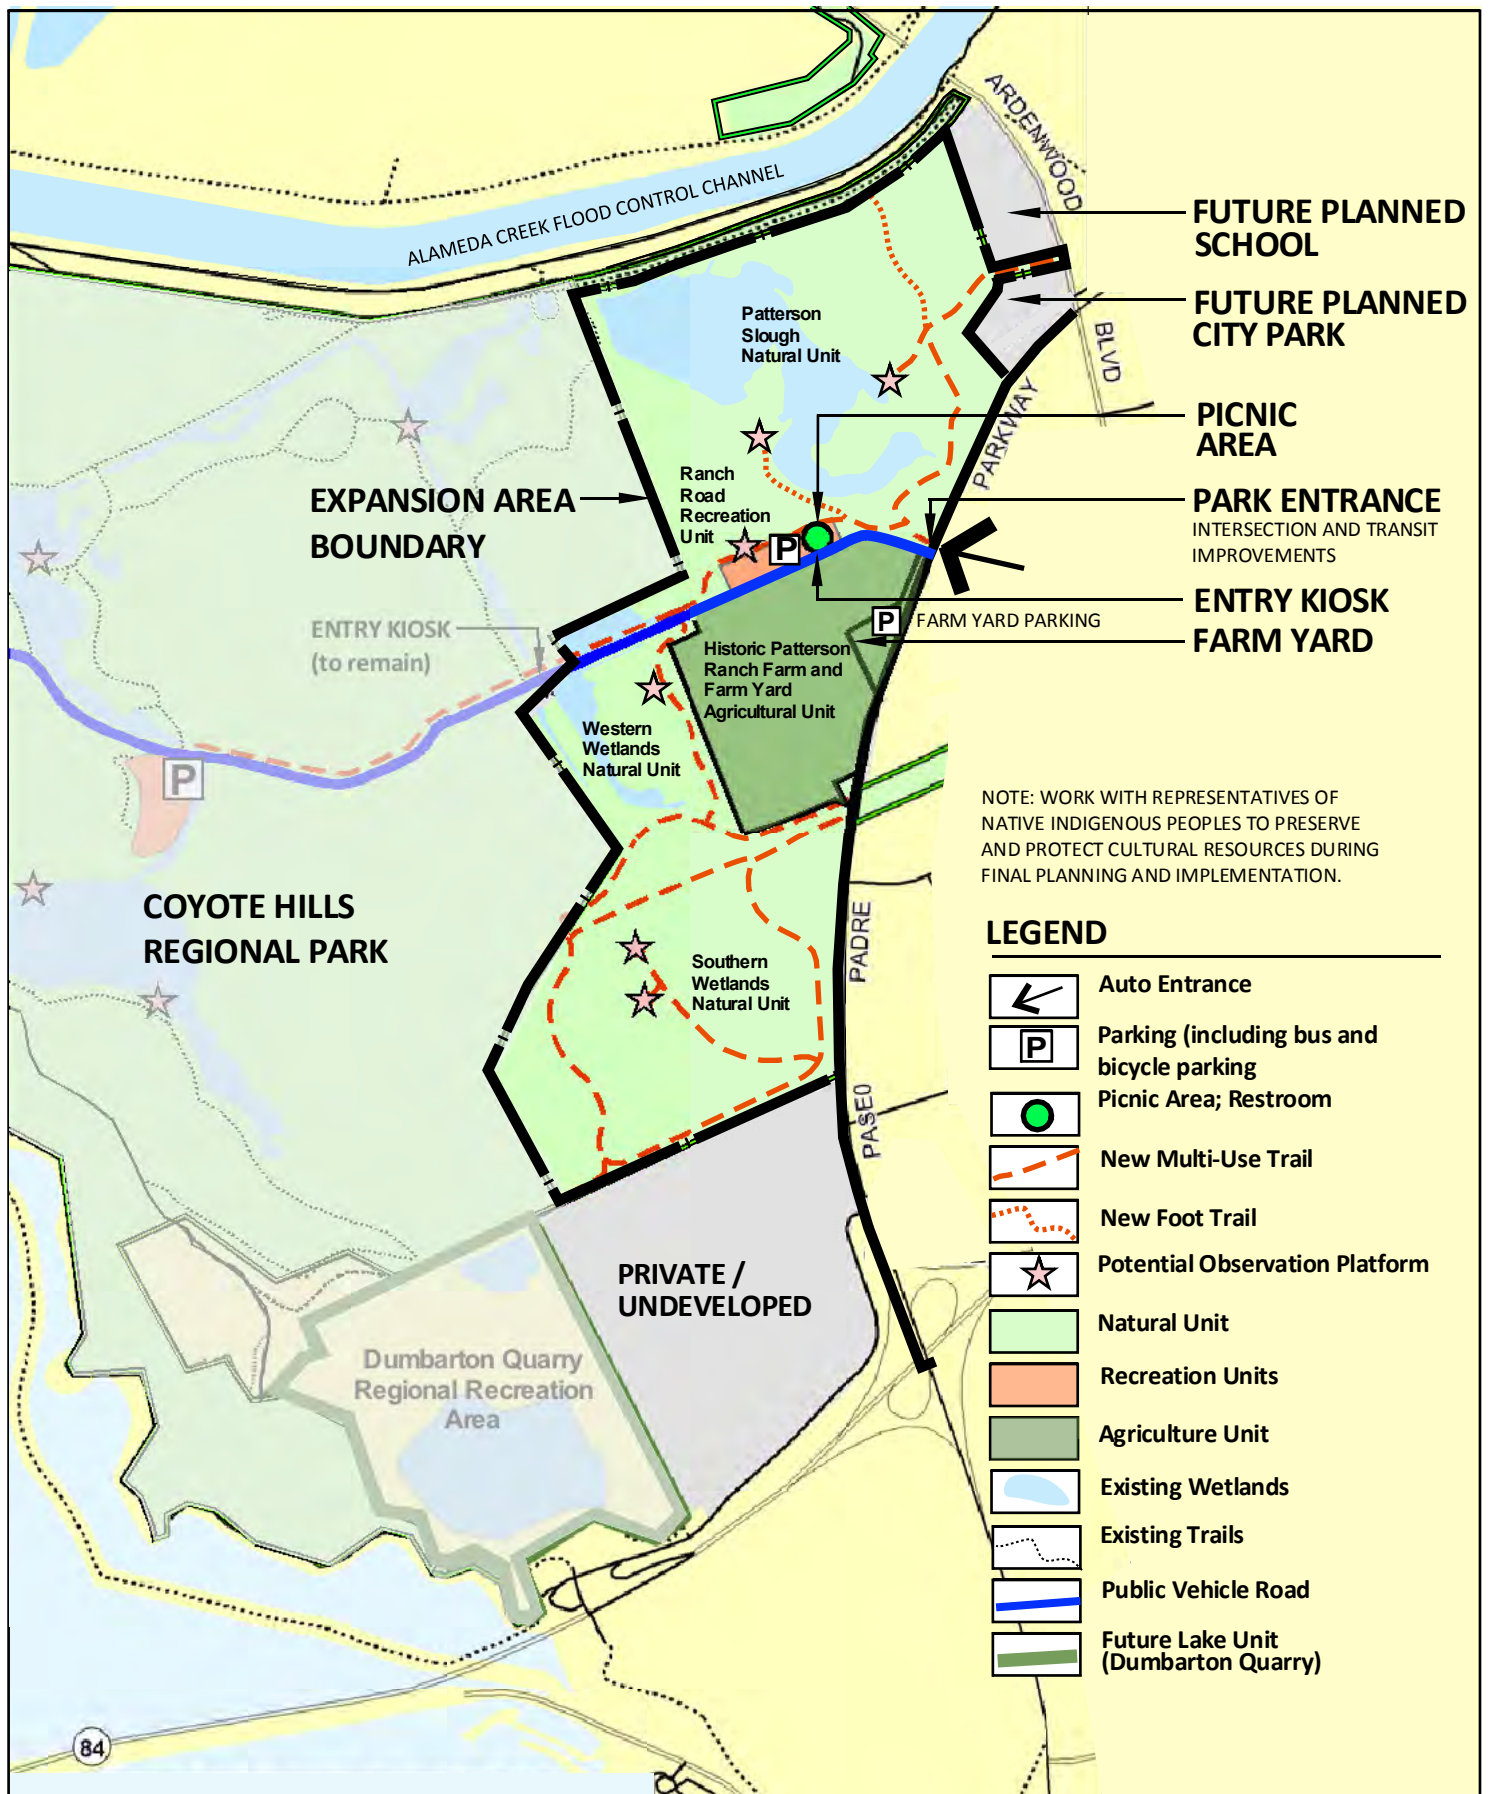 ARDENWOOD
ALAMEDA CREEK FLOOD CONTROL CHANNEL
FUTURE PLANNED
SCHOOL
FUTURE PLANNED
CITY PARK
Patterson
Slough
Natural Unit
BLVD
PARKWAY
PICNIC
AREA
Ranch
Road
Recreation
Unit
EXPANSION AREA
BOUNDARY
PARK ENTRANCE
INTERSECTION AND TRANSIT
IMPROVEMENTS
P
ENTRY KIOSK
P
FARM YARD PARKING
FARM YARD
ENTRY KIOSK
(to remain)
Historic Patterson
Ranch Farm and
Farm Yard
Agricultural Unit
Western
Wetlands
Natural Unit
P
NOTE: WORK WITH REPRESENTATIVES OF
NATIVE INDIGENOUS PEOPLES TO PRESERVE
AND PROTECT CULTURAL RESOURCES DURING
FINAL PLANNING AND IMPLEMENTATION.
COYOTE HILLS
REGIONAL PARK
PADRE
Southern
Wetlands
Natural Unit
PASE0
LEGEND
Auto Entrance
P
Parking (including bus and
bicycle parking
Picnic Area; Restroom
New Multi-Use Trail
New Foot Trail
Potential Observation Platform
Natural Unit
Recreation Units
Agriculture Unit
Existing Wetlands
Existing Trails
Public Vehicle Road
Future Lake Unit
(Dumbarton Quarry)
PRIVATE /
UNDEVELOPED
Dumbarton Quarry
Regional Recreation
Area
84